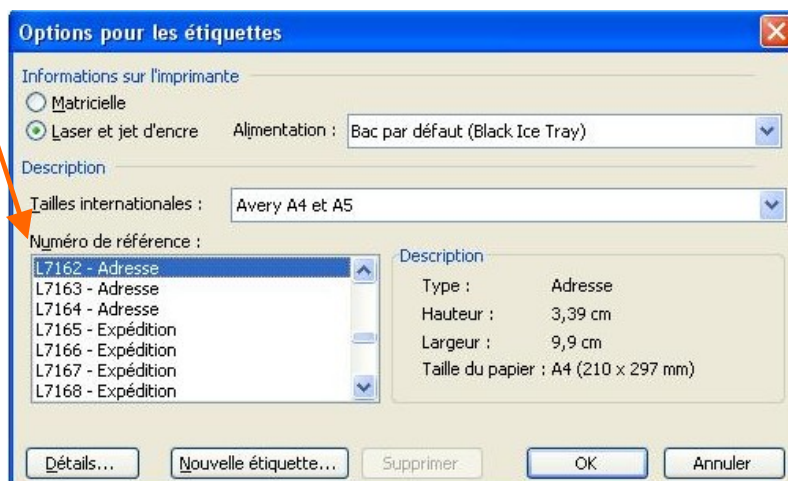 Options pour les étiquettes
Informations sur l'imprimante
Matricielle
Laser et jet d'encre Alimentation : Bac par défaut (Black Ice Tray)
Description
Tailles internationales : Avery A4 et A5
Numéro de référence :
L7162 - Adresse
L7163 - Adresse
L7164 - Adresse
L7165 - Expédition
L7166 - Expédition
L7167 - Expédition
L7168 - Expédition
Description
Type : Adresse
Hauteur : 3,39 cm
Largeur : 9,9 cm
Taille du papier : A4 (210 x 297 mm)
Détails... Nouvelle étiquette... Supprimer OK Annuler